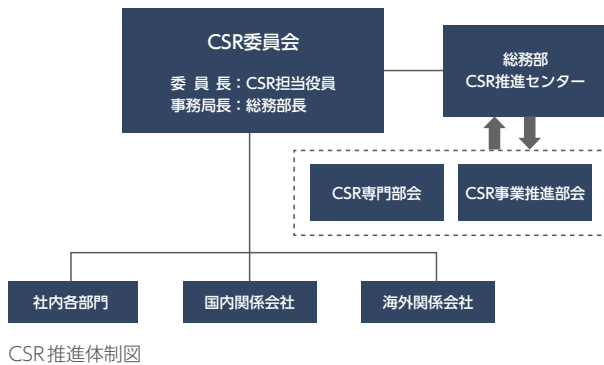 CSR委員会
委 員 長：CSR担当役員
事務局長：総務部長
総務部
CSR推進センター
CSR専門部会
CSR事業推進部会
社内各部門
国内関係会社
海外関係会社
CSR推進体制図